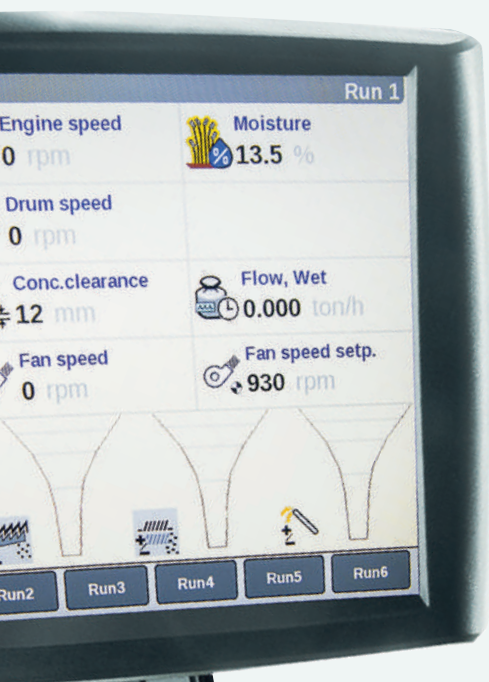 Run 1
Engine speed
0 rpm
Moisture
% 13.5 %
Drum speed
0 rpm
Conc.clearance
12 mm
Flow, Wet
0.000 ton/h
Fan speed
0 rpm
Fan speed setp.
930 rpm
Run2
Run3
Run4
Run5
Run6